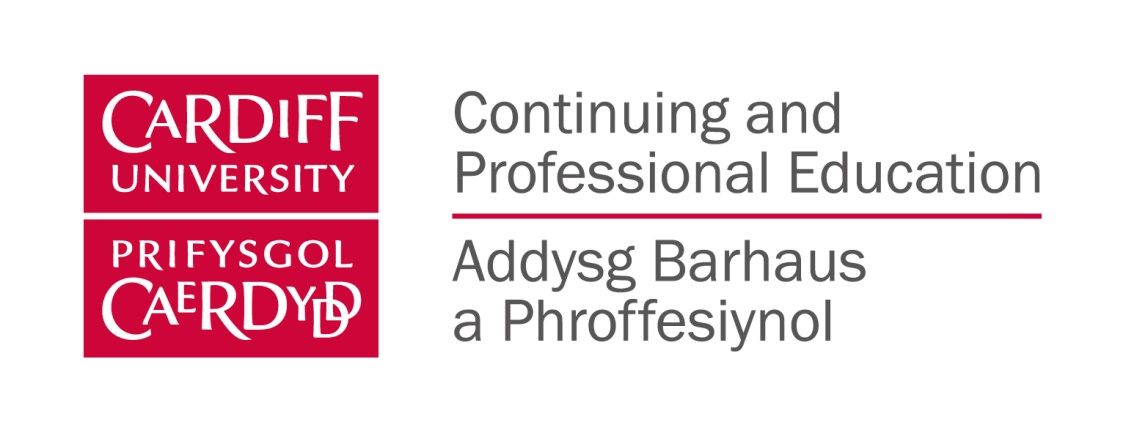 CARDIFF
UNIVERSITY
PRIFYSGOL
CAERDYDD
Continuing and
Professional Education
Addysg Barhaus
a Phroffesiynol